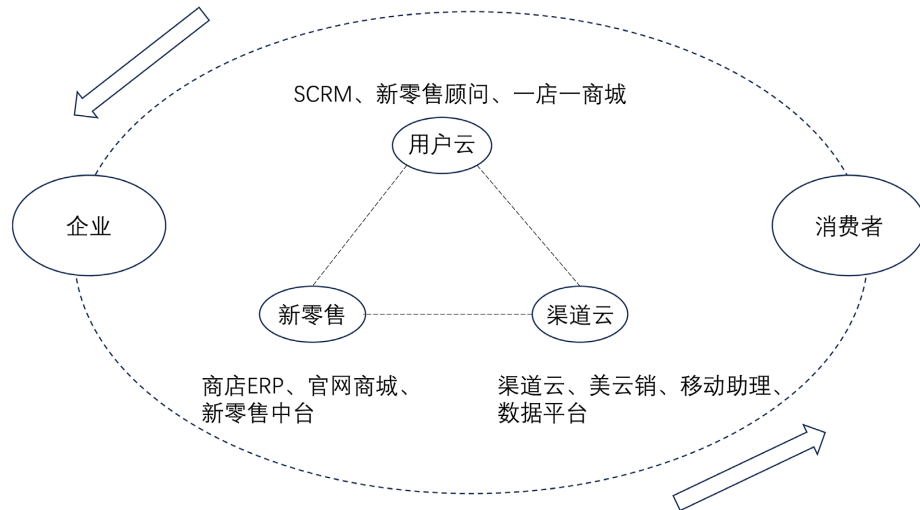 SCRM、新零售顾问、一店一商城
用户云
企业
消费者
新零售
渠道云
商店ERP、官网商城、
新零售中台
渠道云、美云销、移动助理、
数据平台